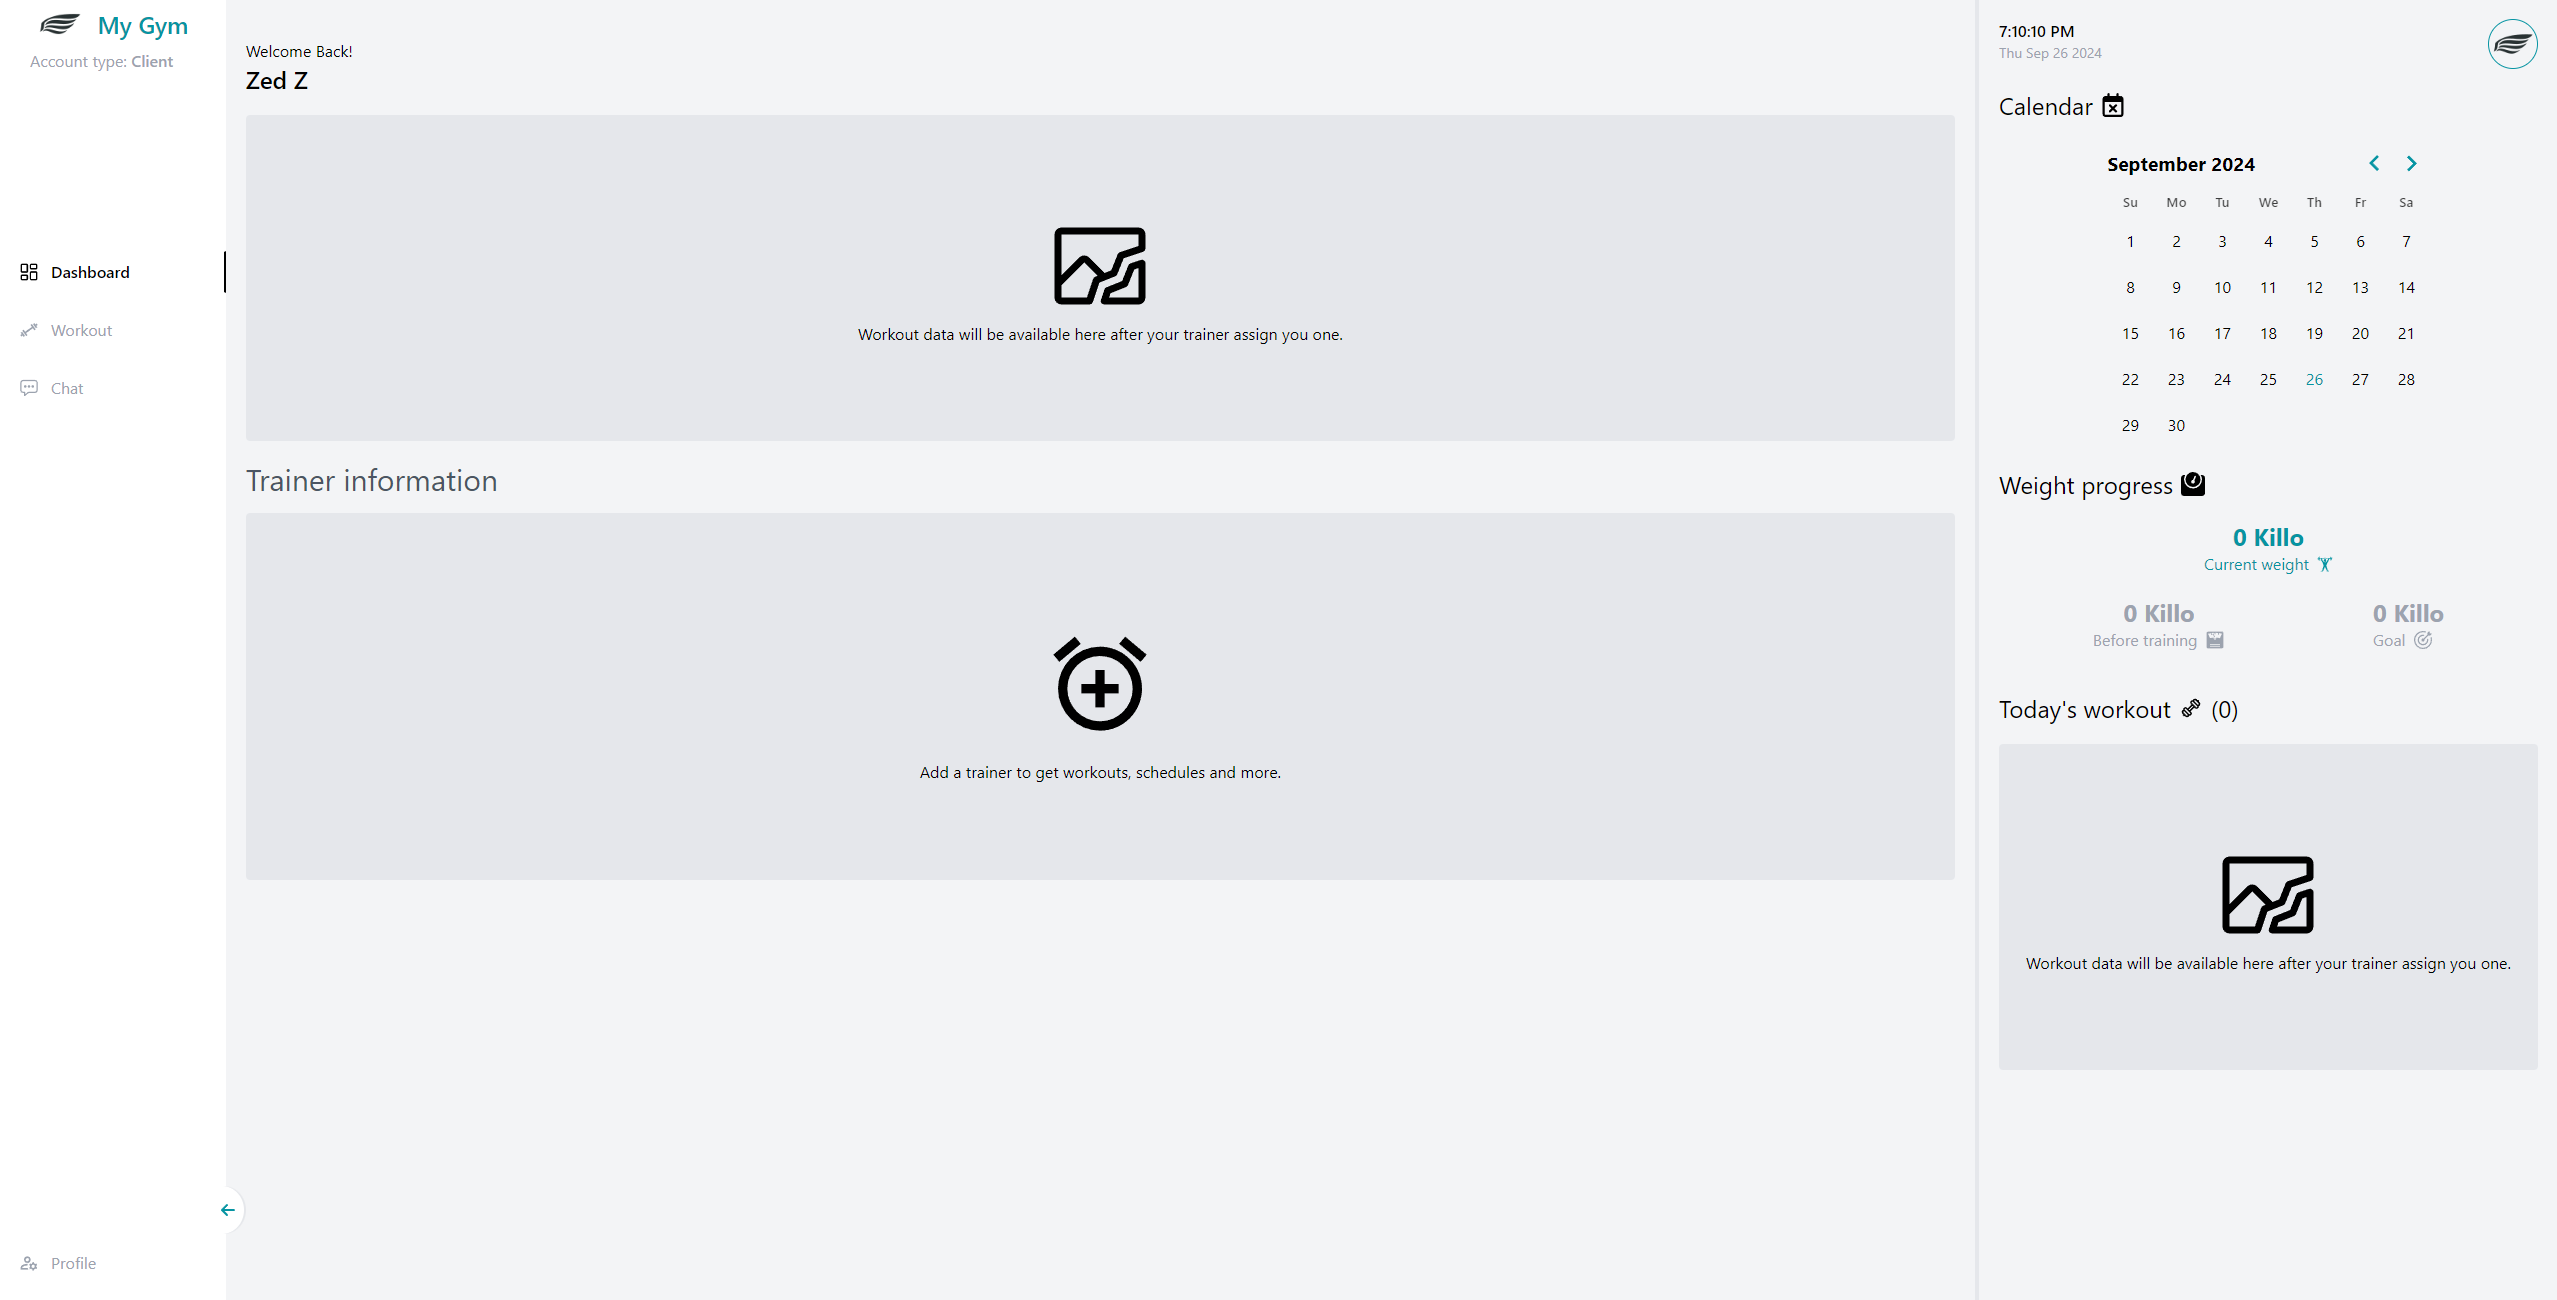 My Gym
Account type: Client
Dashboard
Workout
Chat
Profile
Welcome Back!
Zed Z
Workout data will be available here after your trainer assign you one.
Trainer information
Add a trainer to get workouts, schedules and more.
7:10:10 PM
Thu Sep 26 2024
Calendar
September 2024
Su Mo Tu We Th Fr Sa
1 2 3 4 5 6 7
8 9 10 11 12 13 14
15 16 17 18 19 20 21
22 23 24 25 26 27 28
29 30
Weight progress
0 Killo
Current weight
0 Killo
Before training
0 Killo
Goal
Today's workout (0)
Workout data will be available here after your trainer assign you one.